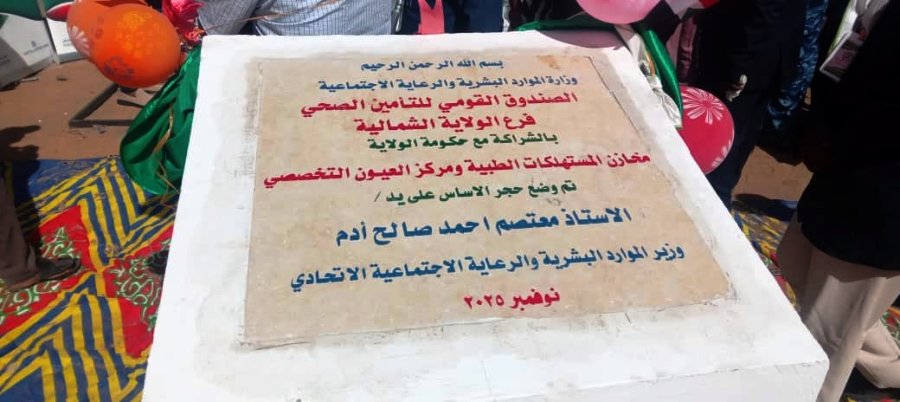 بسم الله الرحمن الرحيم
وزارة الموارد البشرية والرعاية الاجتماعية
الصندوق القومي للتأمين الصحي
فرع الولاية الشمالية
بالشراكة مع حكومة الولاية
مخازن المستهلكات الطبية ومركز العيون التخصصي
تم وضع حجر الاساس على يد /
الاستاذ معتصم احمد صالح أدم
وزير الموارد البشرية والرعاية الاجتماعية الاتحادي
نوفمبر ٢٠٢٥